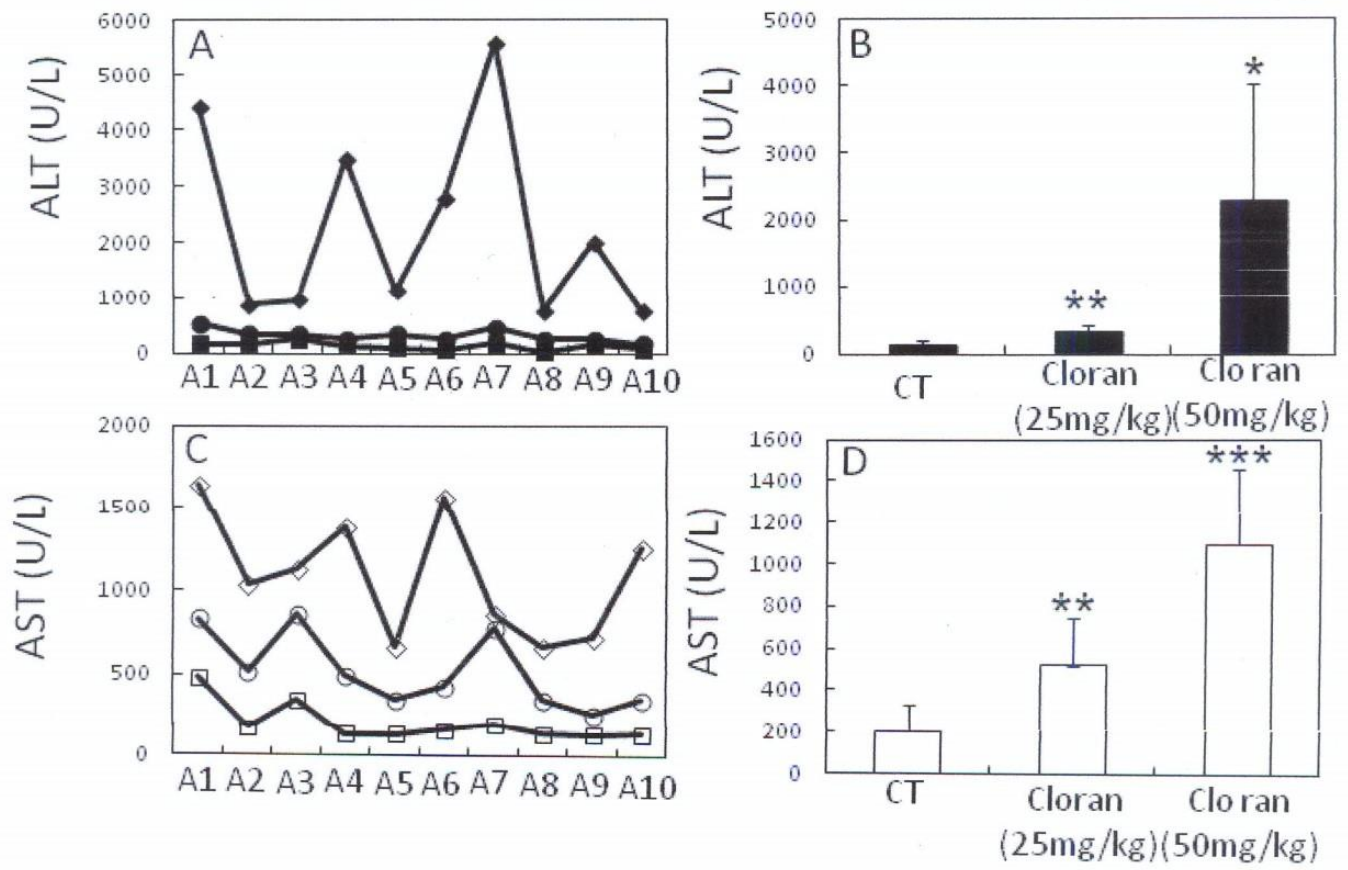 A
ALT (U/L)
6000
5000
4000
3000
2000
1000
0
A1 A2 A3 A4 A5 A6 A7 A8 A9 A10
B
ALT (U/L)
5000
4000
3000
2000
1000
0
**
*
CT
Cloran
(25mg/kg)
Clo ran
(50mg/kg)
C
AST (U/L)
2000
1500
1000
500
0
A1 A2 A3 A4 A5 A6 A7 A8 A9 A10
D
AST (U/L)
1600
1400
1200
1000
800
600
400
200
0
**
***
CT
Cloran
(25mg/kg)
Clo ran
(50mg/kg)